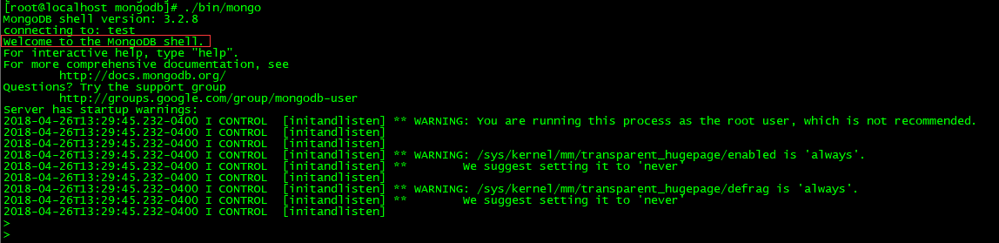 [root@localhost mongodb]# ./bin/mongo
MongoDB shell version: 3.2.8
connecting to: test
Welcome to the MongoDB shell.
For interactive help, type "help".
For more comprehensive documentation, see
        http://docs.mongodb.org/
Questions? Try the support group
        http://groups.google.com/group/mongodb-user
Server has startup warnings:
2018-04-26T13:29:45.232-0400 I CONTROL  [initandlisten] ** WARNING: You are running this process as the root user, which is not recommended.
2018-04-26T13:29:45.232-0400 I CONTROL  [initandlisten]
2018-04-26T13:29:45.232-0400 I CONTROL  [initandlisten]
2018-04-26T13:29:45.232-0400 I CONTROL  [initandlisten] ** WARNING: /sys/kernel/mm/transparent_hugepage/enabled is 'always'.
2018-04-26T13:29:45.232-0400 I CONTROL  [initandlisten] **        We suggest setting it to 'never'
2018-04-26T13:29:45.232-0400 I CONTROL  [initandlisten]
2018-04-26T13:29:45.232-0400 I CONTROL  [initandlisten] ** WARNING: /sys/kernel/mm/transparent_hugepage/defrag is 'always'.
2018-04-26T13:29:45.232-0400 I CONTROL  [initandlisten] **        We suggest setting it to 'never'
2018-04-26T13:29:45.232-0400 I CONTROL  [initandlisten]
>
>